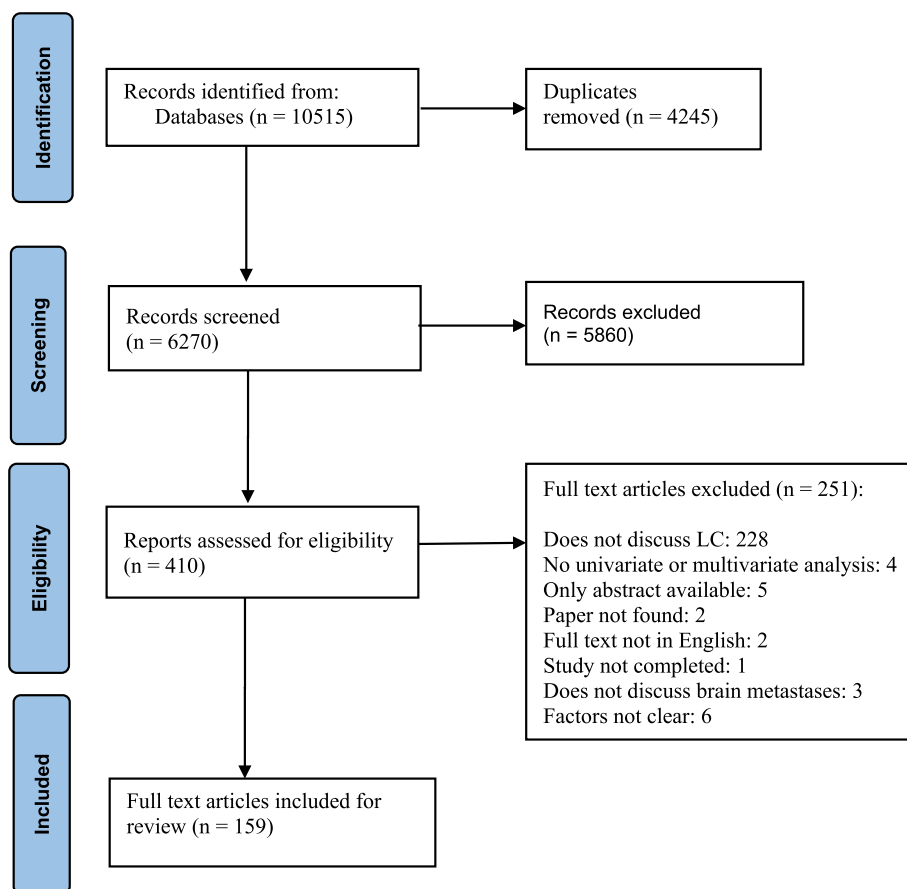 Identification
Records identified from:
Databases (n = 10515)
Duplicates
removed (n = 4245)
Screening
Records screened
(n = 6270)
Records excluded
(n = 5860)
Eligibility
Reports assessed for eligibility
(n = 410)
Full text articles excluded (n = 251):
Does not discuss LC: 228
No univariate or multivariate analysis: 4
Only abstract available: 5
Paper not found: 2
Full text not in English: 2
Study not completed: 1
Does not discuss brain metastases: 3
Factors not clear: 6
Included
Full text articles included for
review (n = 159)